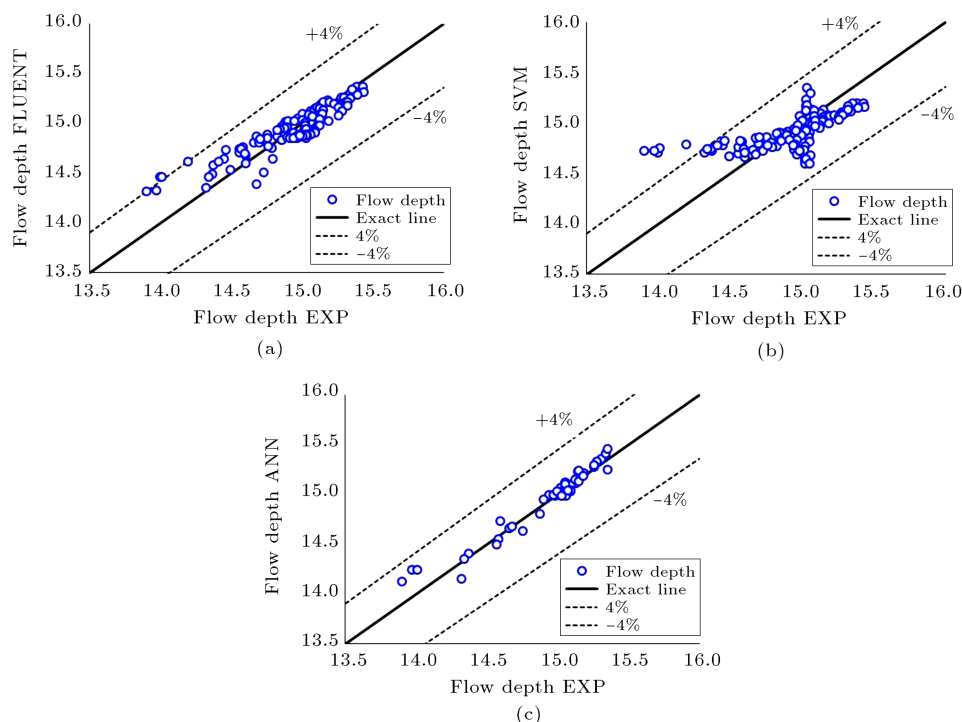 16.0
15.5
15.0
14.5
14.0
13.5
Flow depth FLUENT
+4%
−4%
Flow depth
Exact line
4%
−4%
13.5 14.0 14.5 15.0 15.5 16.0
Flow depth EXP
(a)
16.0
15.5
15.0
14.5
14.0
13.5
Flow depth SVM
+4%
−4%
Flow depth
Exact line
4%
−4%
13.5 14.0 14.5 15.0 15.5 16.0
Flow depth EXP
(b)
16.0
15.5
15.0
14.5
14.0
13.5
Flow depth ANN
+4%
−4%
Flow depth
Exact line
4%
−4%
13.5 14.0 14.5 15.0 15.5 16.0
Flow depth EXP
(c)